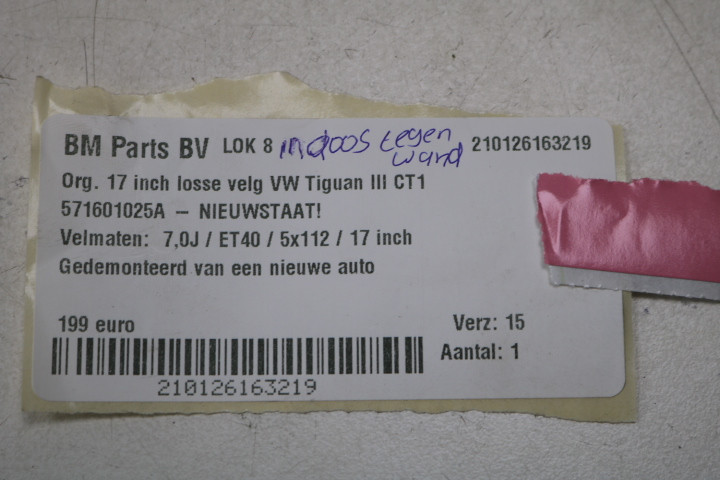 BM Parts BV LOK 8 in doos tegen wand 210126163219
Org. 17 inch losse velg VW Tiguan III CT1
571601025A – NIEUWSTAAT!
Velmaten: 7,0J / ET40 / 5x112 / 17 inch
Gedemonteerd van een nieuwe auto
199 euro Verz: 15
Aantal: 1
210126163219